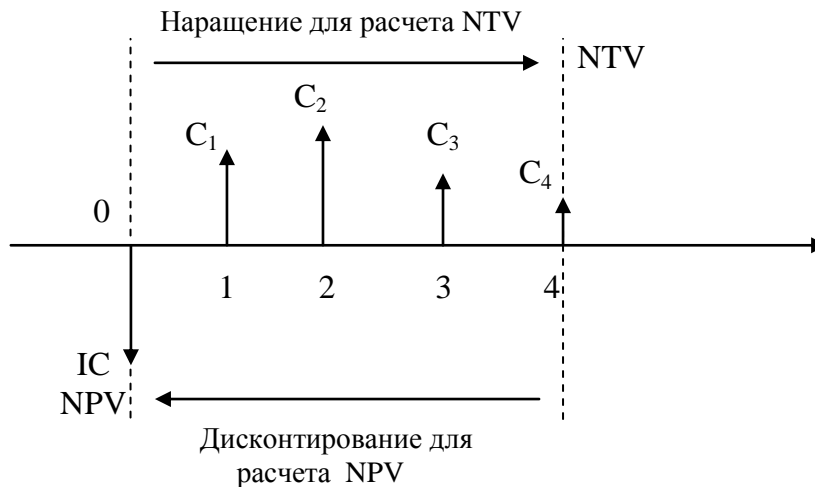 Наращение для расчета NTV
NTV
C₂
C₁
C₃
C₄
0
1 2 3 4
IC
NPV
Дисконтирование для
расчета NPV